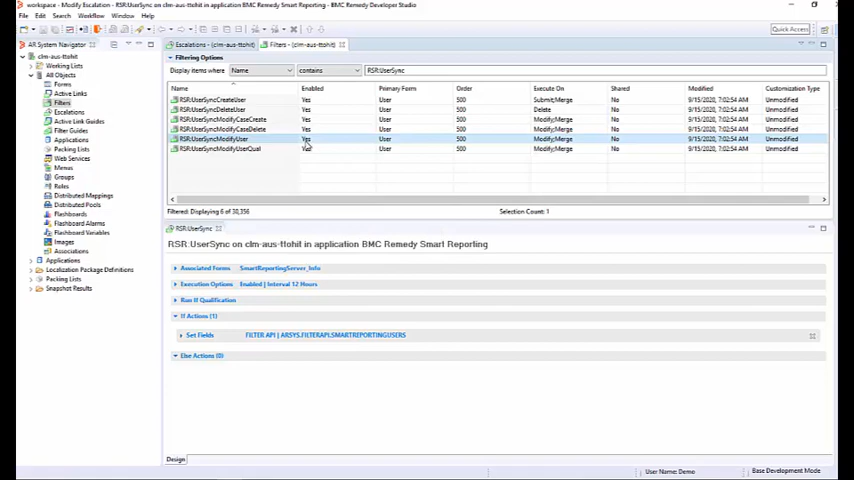 workspace - Modify Escalation - RSR:UserSync in application BMC Remedy Smart Reporting - BMC Remedy Developer Studio
File Edit Search Workflow Window Help
Quick Access
AR System Navigator
Escalations - (clm-aus-ttohit)
Filters - (clm-aus-ttohit)
clm-aus-ttohit
Working Lists
All Objects
Forms
Active Links
Filters
Escalations
Active Link Guides
Filter Guides
Applications
Packing Lists
Web Services
Menus
Groups
Roles
Distributed Mappings
Distributed Pools
Flashboards
Flashboard Alarms
Flashboard Variables
Images
Associations
Applications
Localization Package Definitions
Packing Lists
Snapshot Results
Filtering Options
Display items where Name contains RSR:UserSync
Name Enabled Primary Form Order Execute On Shared Modified Customization Type
RSR:UserSyncCreateUser Yes User 500 Submit;Merge No 9/15/2020, 7:02:54 AM Unmodified
RSR:UserSyncDeleteUser Yes User 500 Delete No 9/15/2020, 7:02:54 AM Unmodified
RSR:UserSyncModifyCaseCreate Yes User 500 Modify;Merge No 9/15/2020, 7:02:54 AM Unmodified
RSR:UserSyncModifyCaseDelete Yes User 500 Modify;Merge No 9/15/2020, 7:02:54 AM Unmodified
RSR:UserSyncModifyUser Yes User 500 Modify;Merge No 9/15/2020, 7:02:54 AM Unmodified
RSR:UserSyncModifyUserQual Yes User 500 Modify;Merge No 9/15/2020, 7:02:54 AM Unmodified
Filtered: Displaying 6 of 30,356 Selection Count: 1
RSR:UserSync
RSR:UserSync on clm-aus-ttohit in application BMC Remedy Smart Reporting
Associated Forms SmartReportingServer_Info
Execution Options Enabled | Interval 12 Hours
Run If Qualification
If Actions (1)
Set Fields FILTER API | ARSYS.FILTERAPI.SMARTREPORTINGUSERS
Else Actions (0)
Design
User Name: Demo Base Development Mode